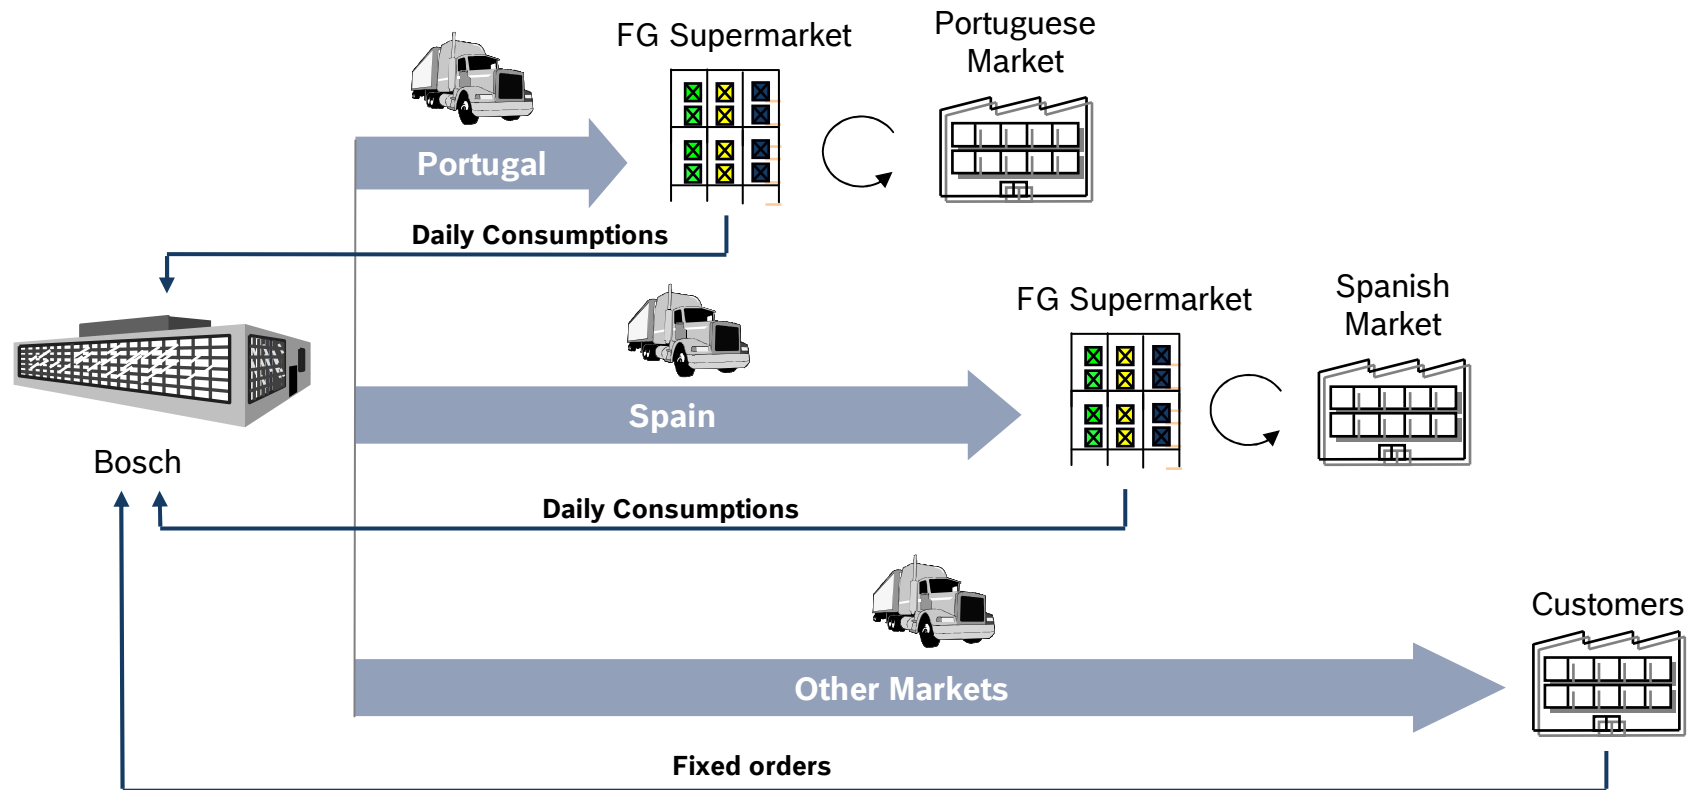 FG Supermarket
Portuguese
Market
Portugal
Daily Consumptions
FG Supermarket
Spanish
Market
Spain
Bosch
Daily Consumptions
Customers
Other Markets
Fixed orders